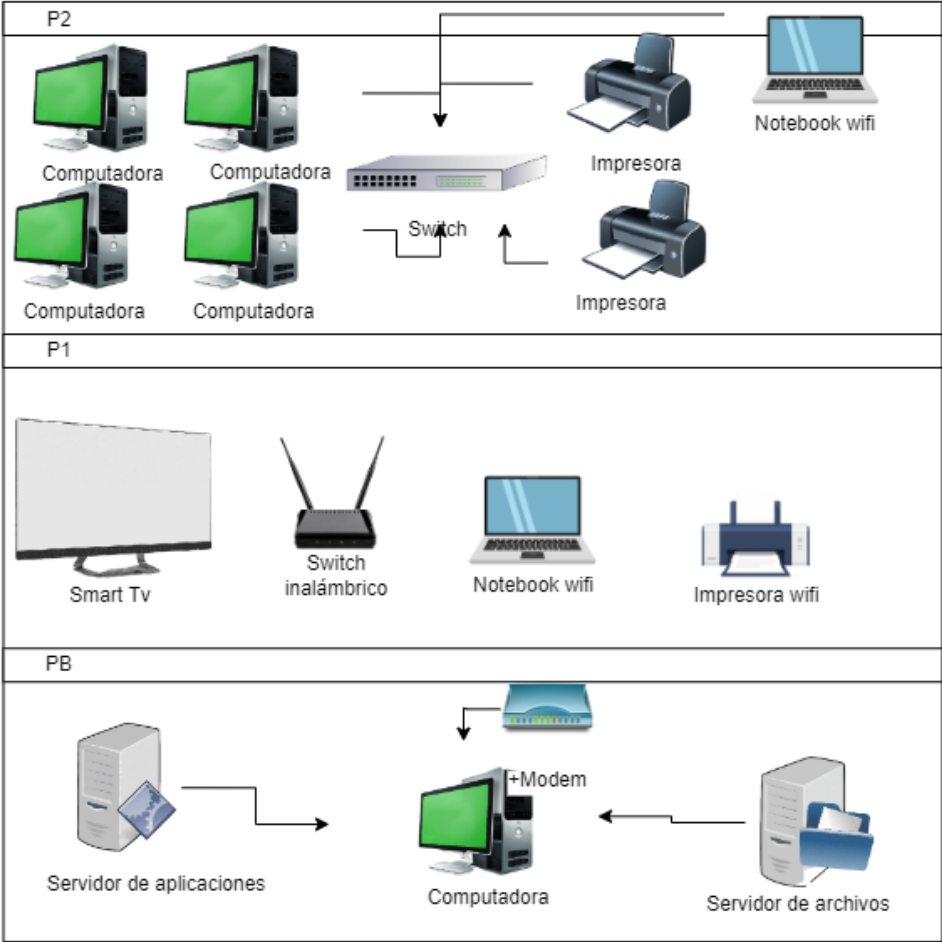 P2
Notebook wifi
Computadora
Computadora
Impresora
Switch
Computadora
Computadora
Impresora
P1
Smart Tv
Switch
inalámbrico
Notebook wifi
Impresora wifi
PB
+Modem
Servidor de aplicaciones
Computadora
Servidor de archivos